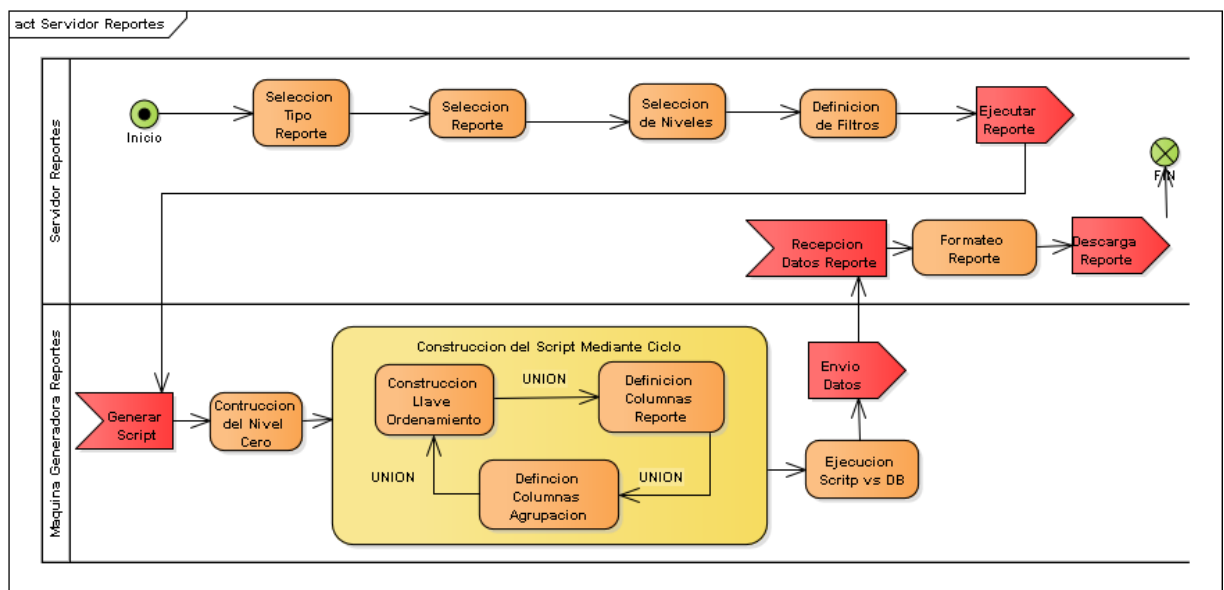 act Servidor Reportes
Servidor Reportes
Inicio
Seleccion
Tipo
Reporte
Seleccion
Reporte
Seleccion
de Niveles
Definicion
de Filtros
Ejecutar
Reporte
FIN
Recepcion
Datos Reporte
Formateo
Reporte
Descarga
Reporte
Maquina Generadora Reportes
Generar
Script
Contruccion
del Nivel
Cero
Construccion del Script Mediante Ciclo
Construccion
Llave
Ordenamiento
UNION
Definicion
Columnas
Reporte
UNION
Defincion
Columnas
Agrupacion
UNION
Ejecucion
Scritp vs DB
Envio
Datos